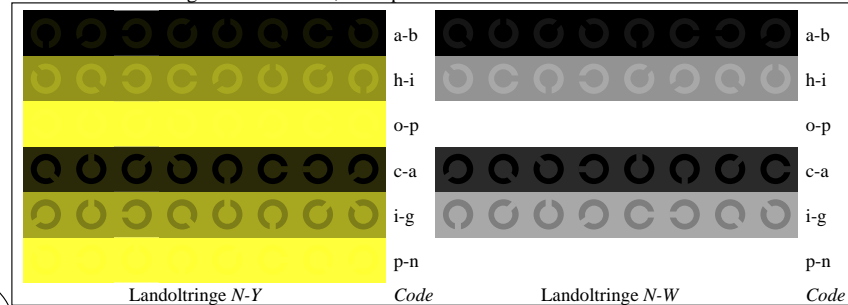 a-b a-b
h-i h-i
o-p o-p
c-a c-a
i-g i-g
p-n p-n
Landoltringe N-Y Code Landoltringe N-W Code